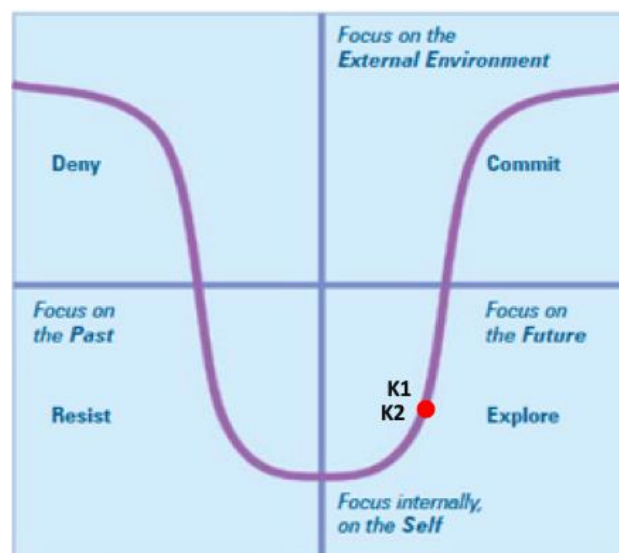 Focus on the
External Environment
Deny
Commit
Focus on
the Past
Focus on
the Future
K1
K2
Resist
Explore
Focus internally,
on the Self